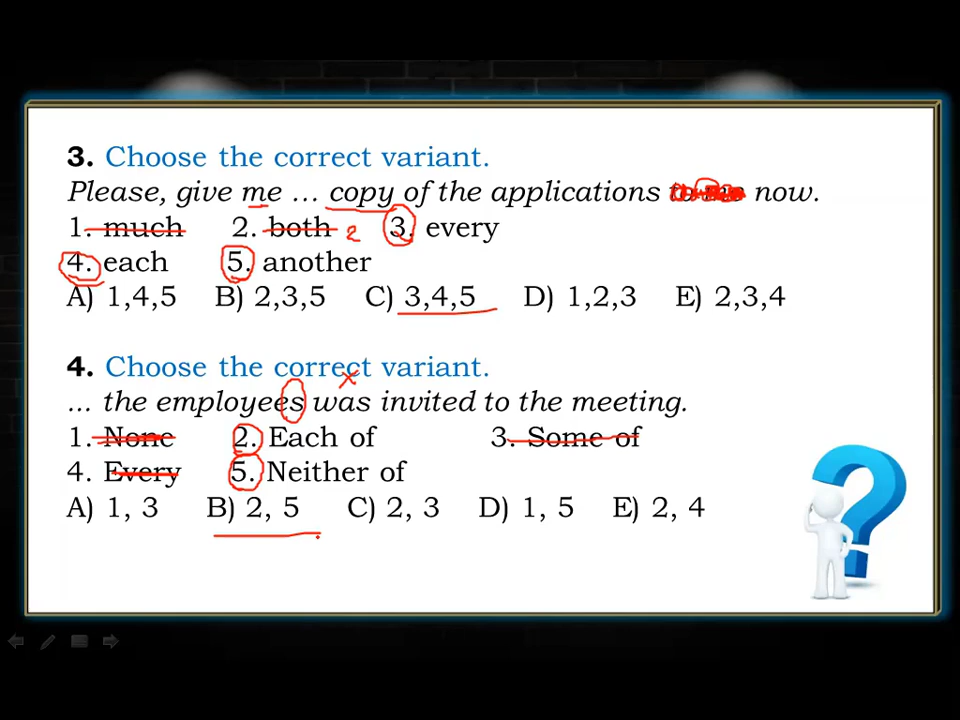 3. Choose the correct variant.
Please, give me ... copy of the applications to me now.
1. much 2. both 2 3. every
4. each 5. another
A) 1,4,5 B) 2,3,5 C) 3,4,5 D) 1,2,3 E) 2,3,4
4. Choose the correct variant.
x
... the employees was invited to the meeting.
1. None 2. Each of 3. Some of
4. Every 5. Neither of
A) 1, 3 B) 2, 5 C) 2, 3 D) 1, 5 E) 2, 4